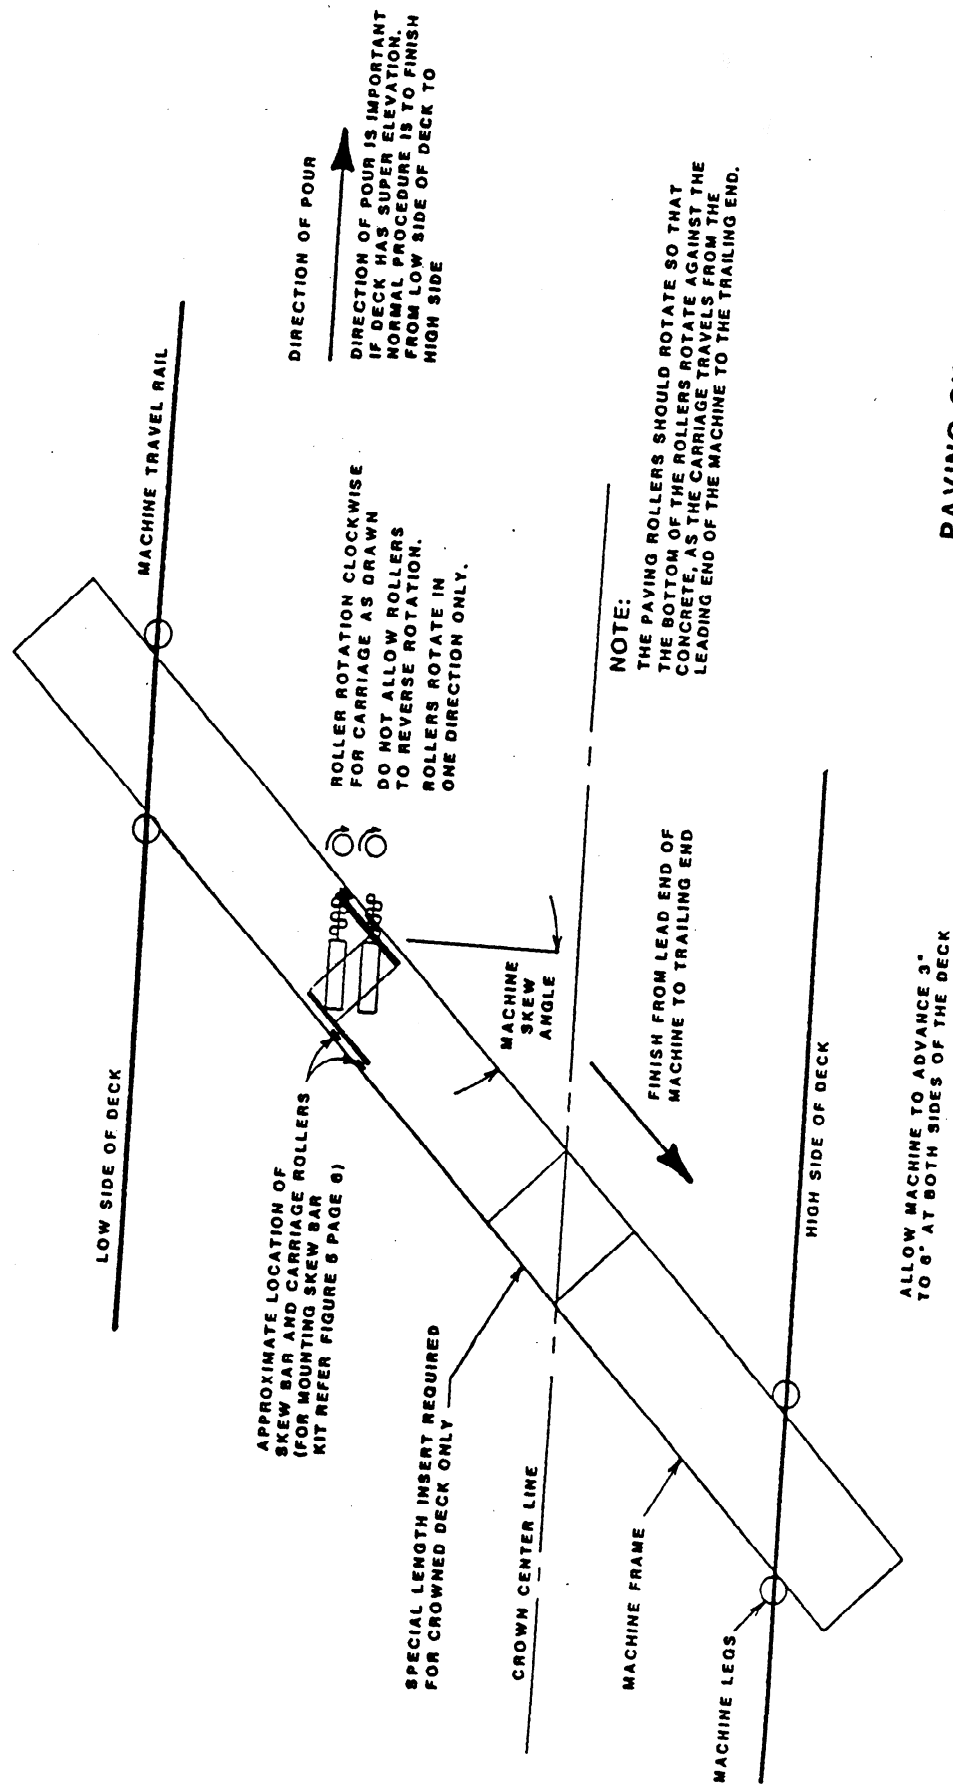 LOW SIDE OF DECK
MACHINE TRAVEL RAIL
DIRECTION OF POUR
DIRECTION OF POUR IS IMPORTANT
IF DECK HAS SUPER ELEVATION.
NORMAL PROCEDURE IS TO FINISH
FROM LOW SIDE OF DECK TO
HIGH SIDE
APPROXIMATE LOCATION OF
SKEW BAR AND CARRIAGE ROLLERS
(FOR MOUNTING SKEW BAR
KIT REFER FIGURE 5 PAGE 6)
ROLLER ROTATION CLOCKWISE
FOR CARRIAGE AS DRAWN
DO NOT ALLOW ROLLERS
TO REVERSE ROTATION.
ROLLERS ROTATE IN
ONE DIRECTION ONLY.
SPECIAL LENGTH INSERT REQUIRED
FOR CROWNED DECK ONLY
MACHINE
SKEW
ANGLE
CROWN CENTER LINE
NOTE:
THE PAVING ROLLERS SHOULD ROTATE SO THAT
THE BOTTOM OF THE ROLLERS ROTATE AGAINST THE
CONCRETE, AS THE CARRIAGE TRAVELS FROM THE
LEADING END OF THE MACHINE TO THE TRAILING END.
MACHINE FRAME
FINISH FROM LEAD END OF
MACHINE TO TRAILING END
MACHINE LEGS
HIGH SIDE OF DECK
ALLOW MACHINE TO ADVANCE 3"
TO 6" AT BOTH SIDES OF THE DECK
PAVING